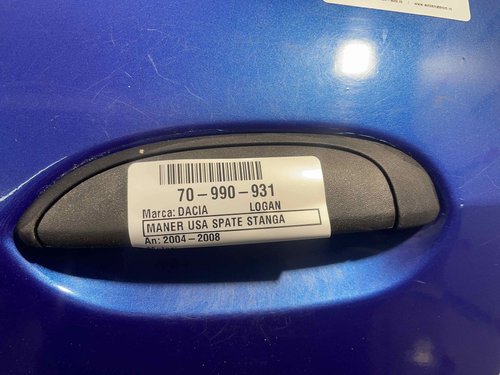 70-990-931
Marca: DACIA LOGAN
MANER USA SPATE STANGA
An: 2004-2008